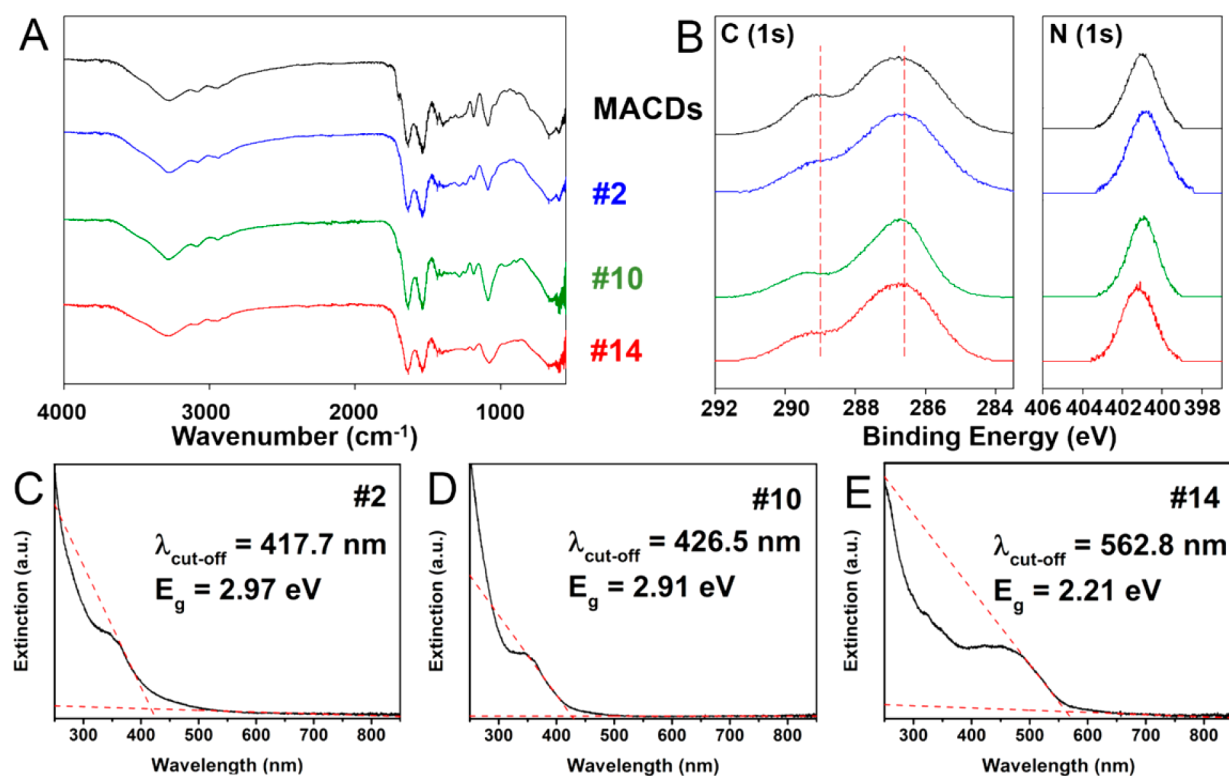 A
MACDs
#2
#10
#14
4000 3000 2000 1000
Wavenumber (cm⁻¹)
B
C (1s)
N (1s)
292 290 288 286 284
406 404 402 400 398
Binding Energy (eV)
C
#2
λcut-off = 417.7 nm
Eg = 2.97 eV
Extinction (a.u.)
300 400 500 600 700 800
Wavelength (nm)
D
#10
λcut-off = 426.5 nm
Eg = 2.91 eV
Extinction (a.u.)
300 400 500 600 700 800
Wavelength (nm)
E
#14
λcut-off = 562.8 nm
Eg = 2.21 eV
Extinction (a.u.)
300 400 500 600 700 800
Wavelength (nm)